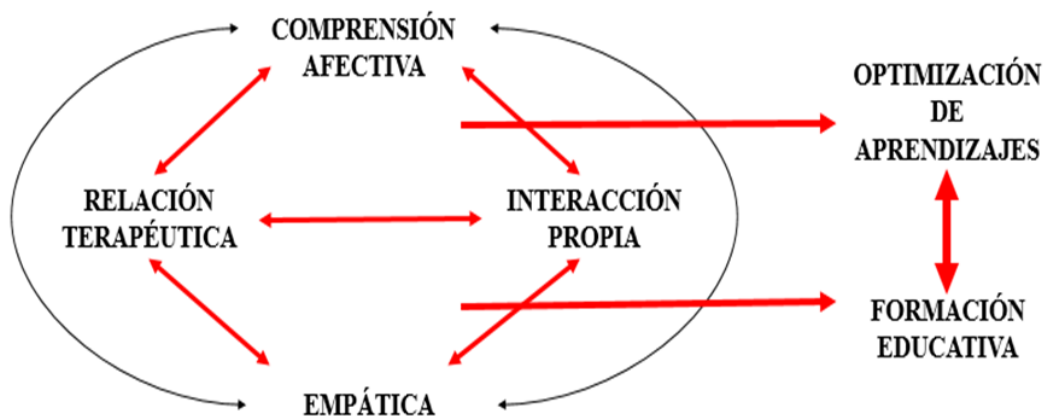 COMPRENSIÓN
AFECTIVA
OPTIMIZACIÓN
DE
APRENDIZAJES
RELACIÓN
TERAPÉUTICA
INTERACCIÓN
PROPIA
FORMACIÓN
EDUCATIVA
EMPÁTICA